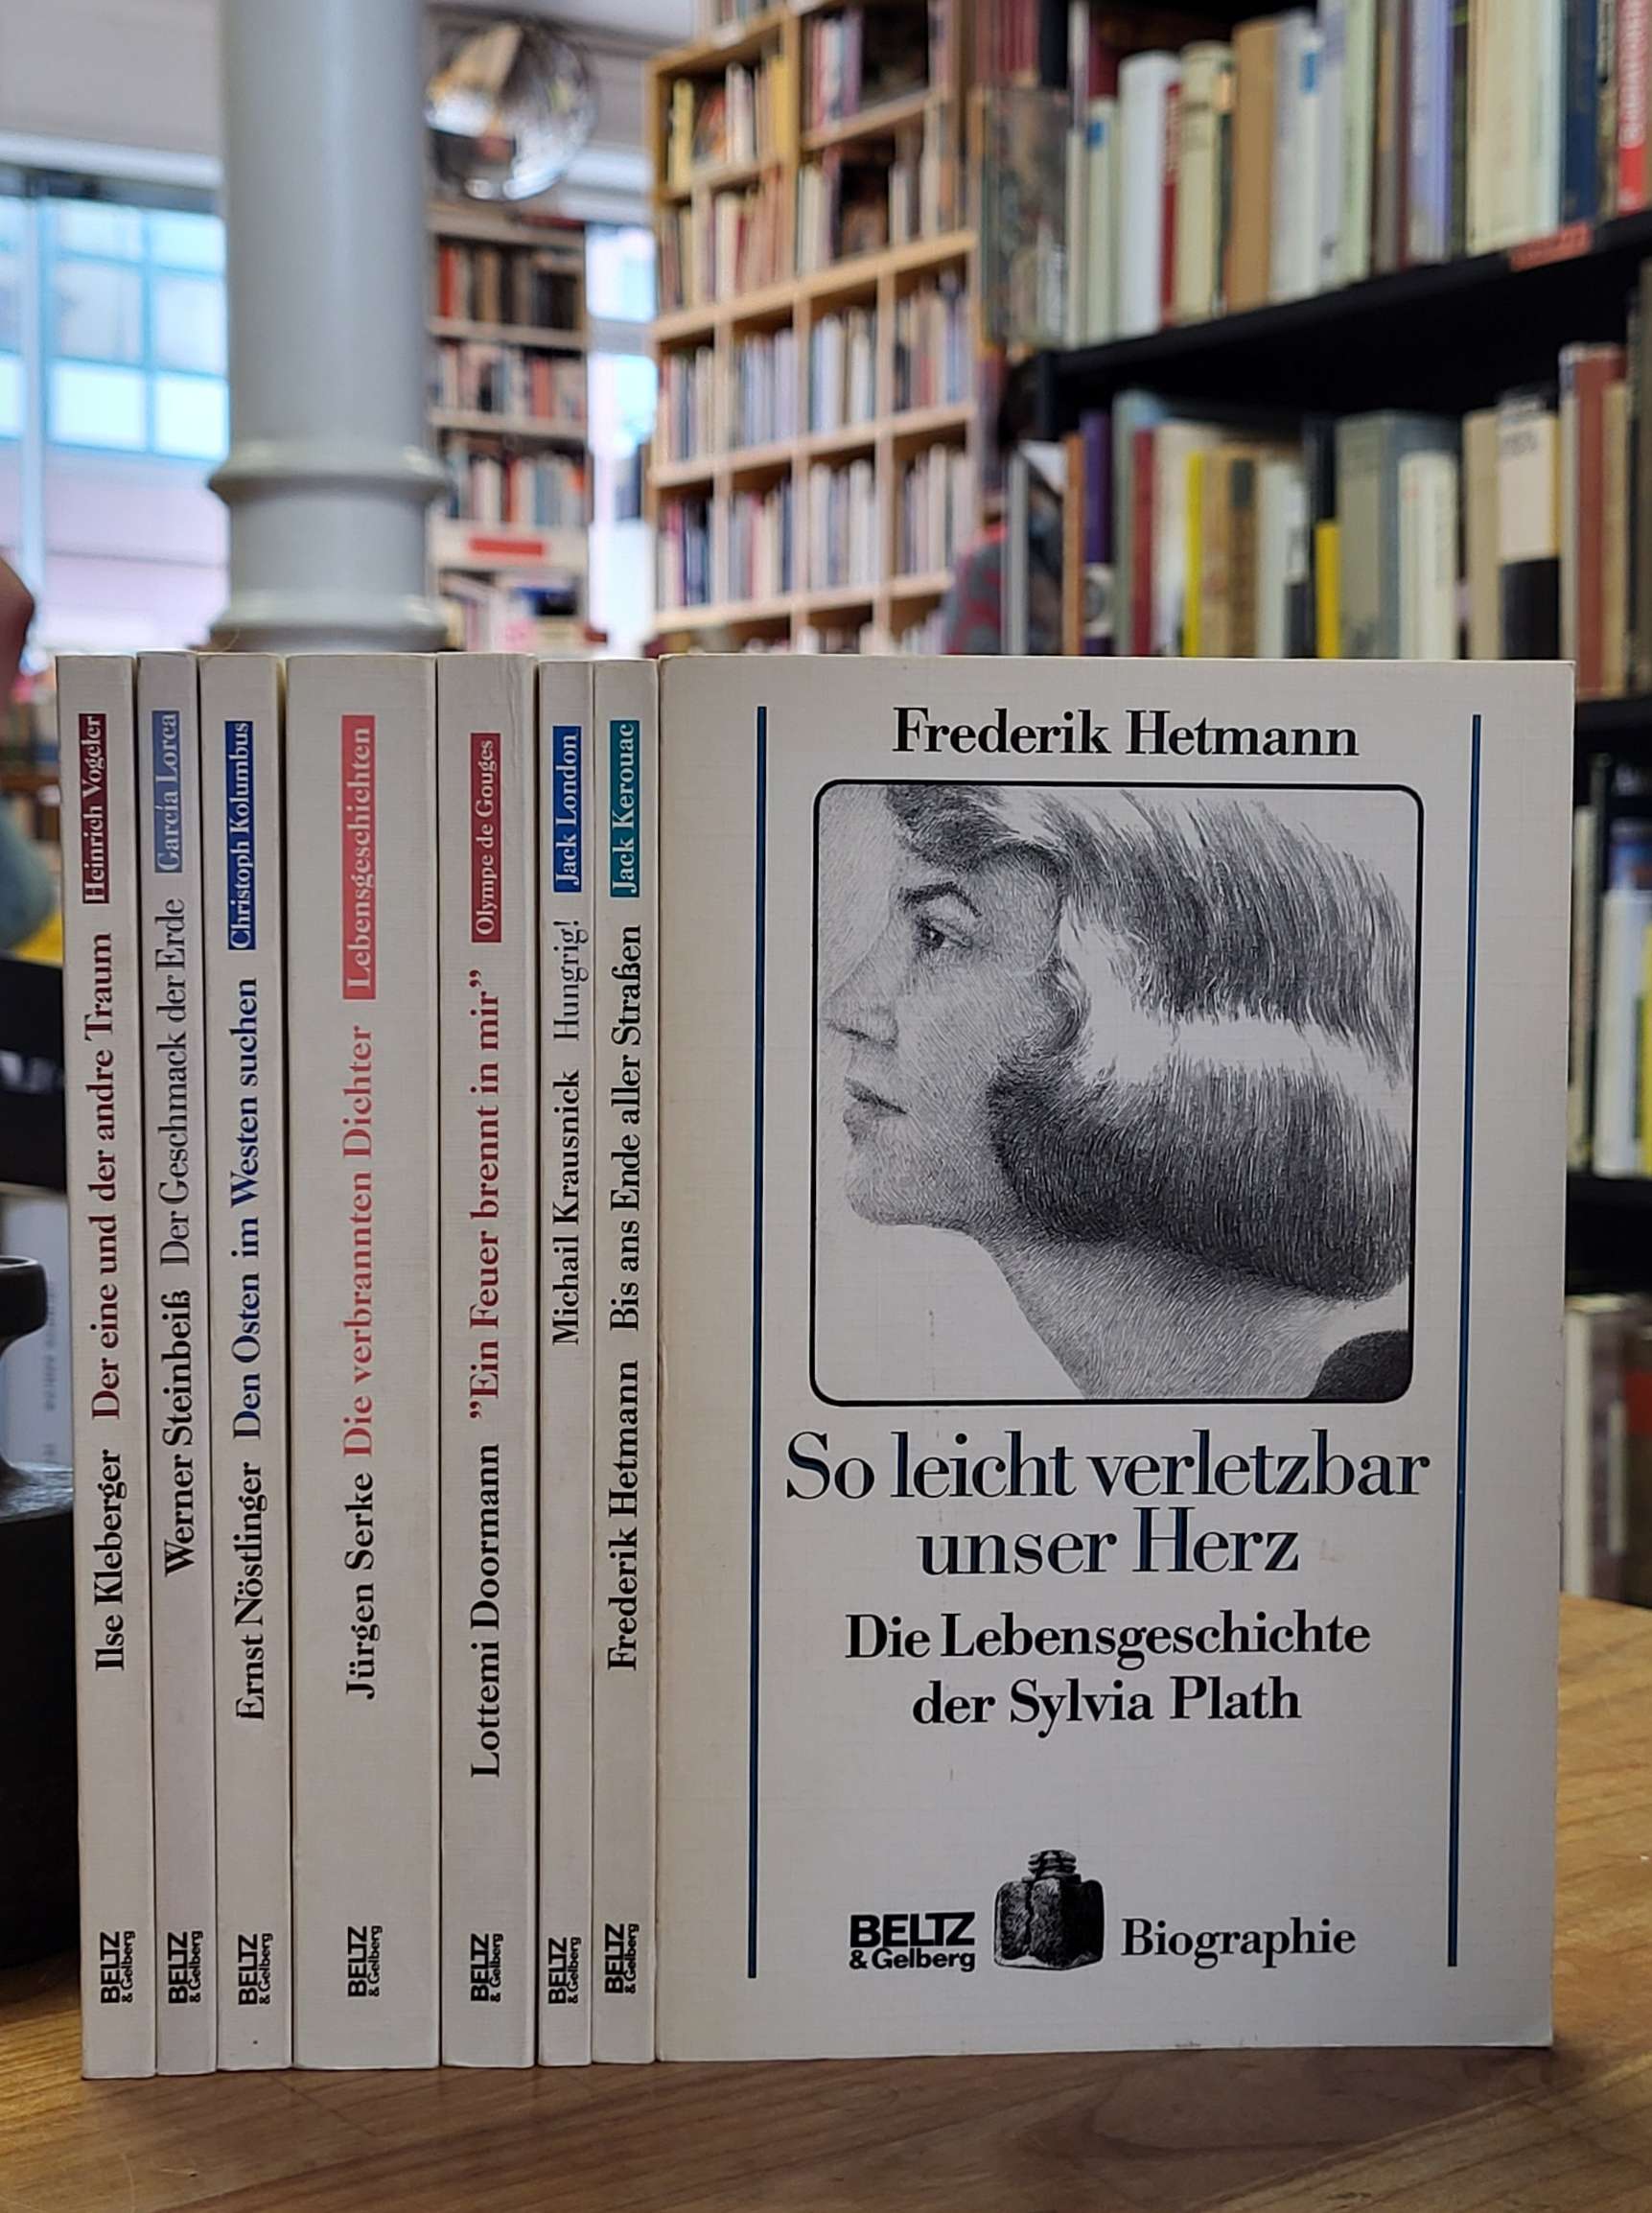 Ilse Kleberger Der eine und der andre Traum Heinrich Vogeler
BELTZ
& Gelberg
Werner Steinbeiß Der Geschmack der Erde García Lorca
BELTZ
& Gelberg
Ernst Nöstlinger Den Osten im Westen suchen Christoph Kolumbus
BELTZ
& Gelberg
Jürgen Serke Die verbrannten Dichter Lebensgeschichten
BELTZ
& Gelberg
Lottemi Doormann ”Ein Feuer brennt in mir” Olympe de Gouges
BELTZ
& Gelberg
Michail Krausnick Hungrig! Jack London
BELTZ
& Gelberg
Frederik Hetmann Bis ans Ende aller Straßen Jack Kerouac
BELTZ
& Gelberg
Frederik Hetmann
So leicht verletzbar
unser Herz
Die Lebensgeschichte
der Sylvia Plath
BELTZ
& Gelberg
Biographie